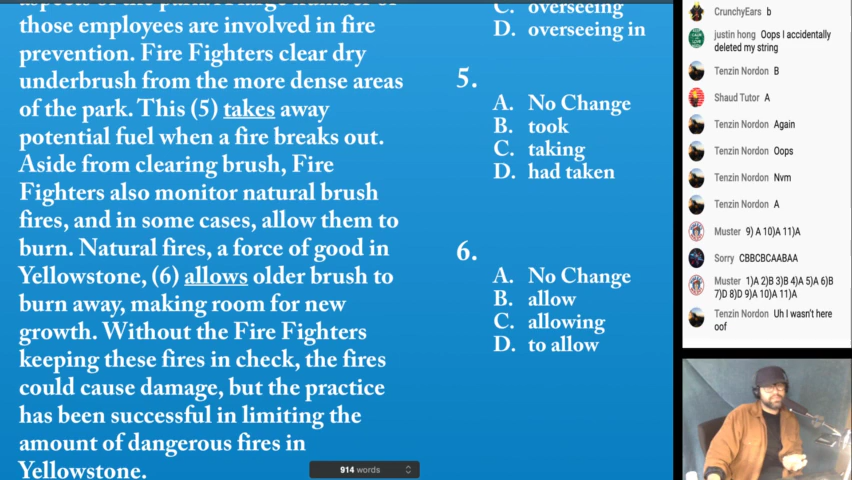 aspects of the park. A large number of
those employees are involved in fire
prevention. Fire Fighters clear dry
underbrush from the more dense areas
of the park. This (5) takes away
potential fuel when a fire breaks out.
Aside from clearing brush, Fire
Fighters also monitor natural brush
fires, and in some cases, allow them to
burn. Natural fires, a force of good in
Yellowstone, (6) allows older brush to
burn away, making room for new
growth. Without the Fire Fighters
keeping these fires in check, the fires
could cause damage, but the practice
has been successful in limiting the
amount of dangerous fires in
Yellowstone.
914 words
C. overseeing
D. overseeing in
5.
A. No Change
B. took
C. taking
D. had taken
6.
A. No Change
B. allow
C. allowing
D. to allow
CrunchyEars b
justin hong Oops I accidentally
deleted my string
Tenzin Nordon B
Shaud Tutor A
Tenzin Nordon Again
Tenzin Nordon Oops
Tenzin Nordon Nvm
Tenzin Nordon A
Muster 9) A 10)A 11)A
Sorry CBBCBCAABAA
Muster 1)A 2)B 3)B 4)A 5)A 6)B
7)D 8)D 9)A 10)A 11)A
Tenzin Nordon Uh I wasn't here
oof